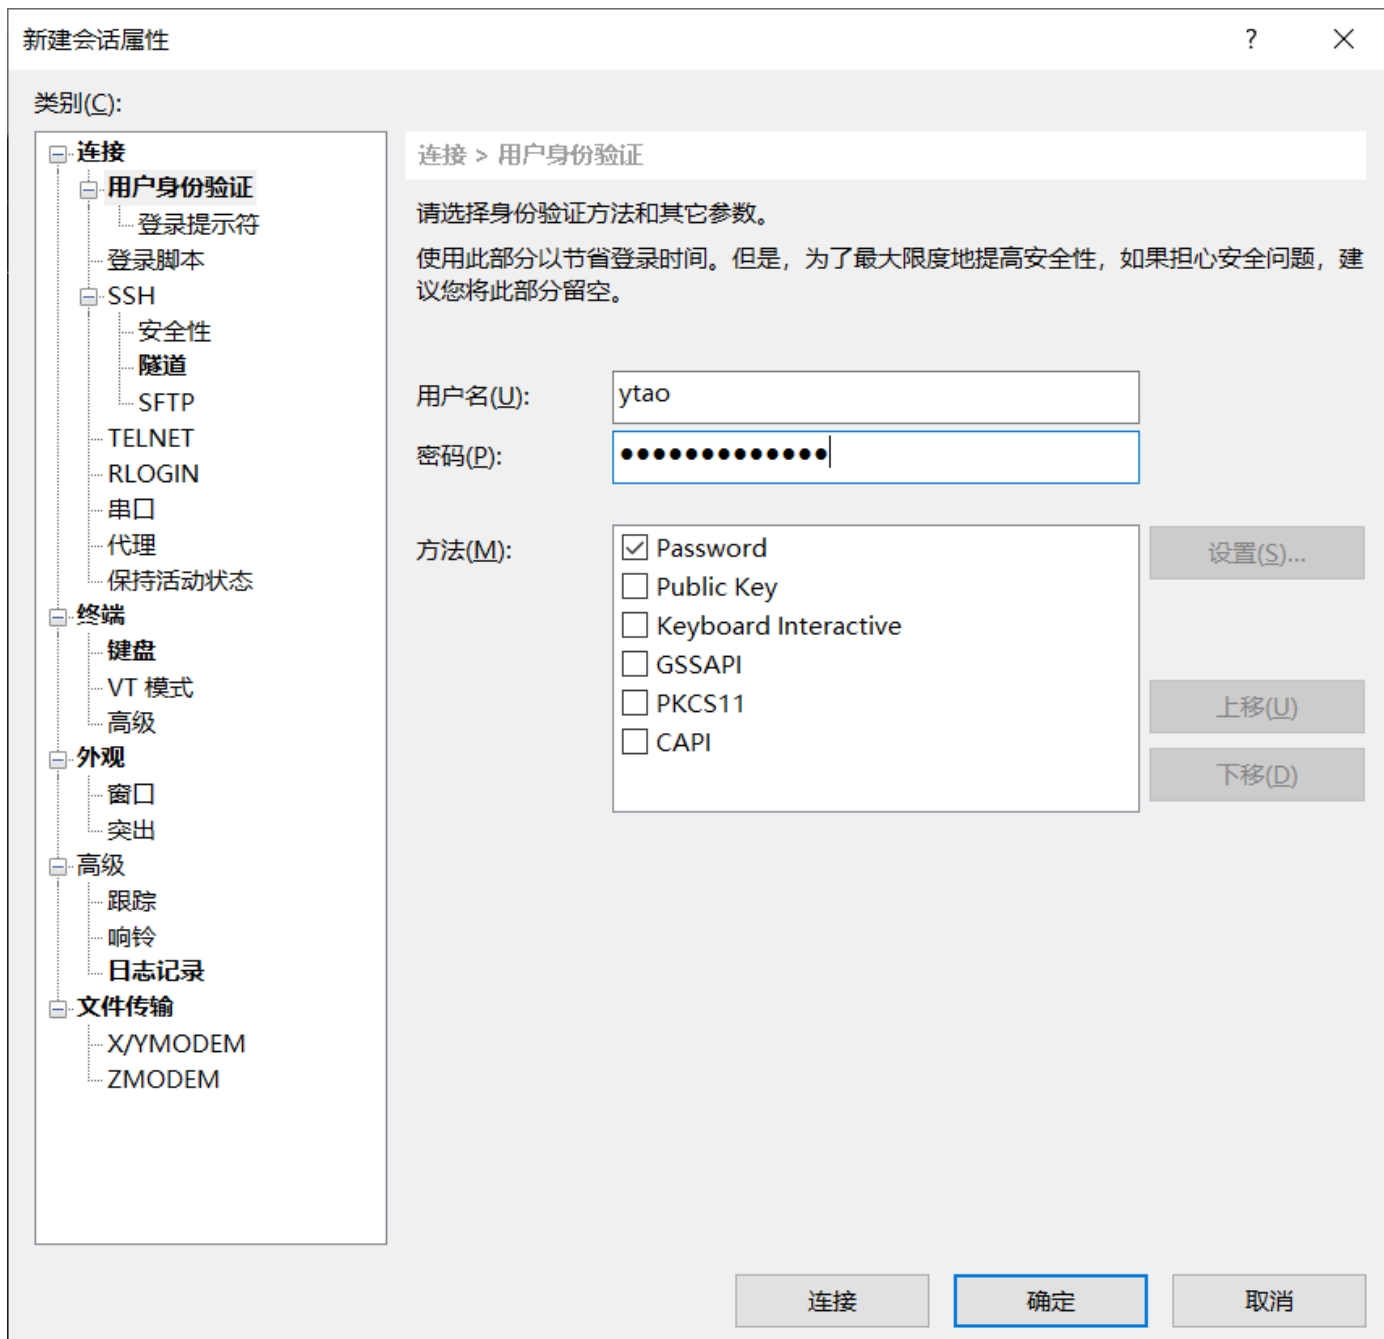 新建会话属性
?
类别(C):
连接
用户身份验证
登录提示符
登录脚本
SSH
安全性
隧道
SFTP
TELNET
RLOGIN
串口
代理
保持活动状态
终端
键盘
VT 模式
高级
外观
窗口
突出
高级
跟踪
响铃
日志记录
文件传输
X/YMODEM
ZMODEM
连接 > 用户身份验证
请选择身份验证方法和其它参数。
使用此部分以节省登录时间。但是，为了最大限度地提高安全性，如果担心安全问题，建
议您将此部分留空。
用户名(U):
ytao
密码(P):
●●●●●●●●●●●●●
方法(M):
Password
Public Key
Keyboard Interactive
GSSAPI
PKCS11
CAPI
设置(S)...
上移(U)
下移(D)
连接
确定
取消